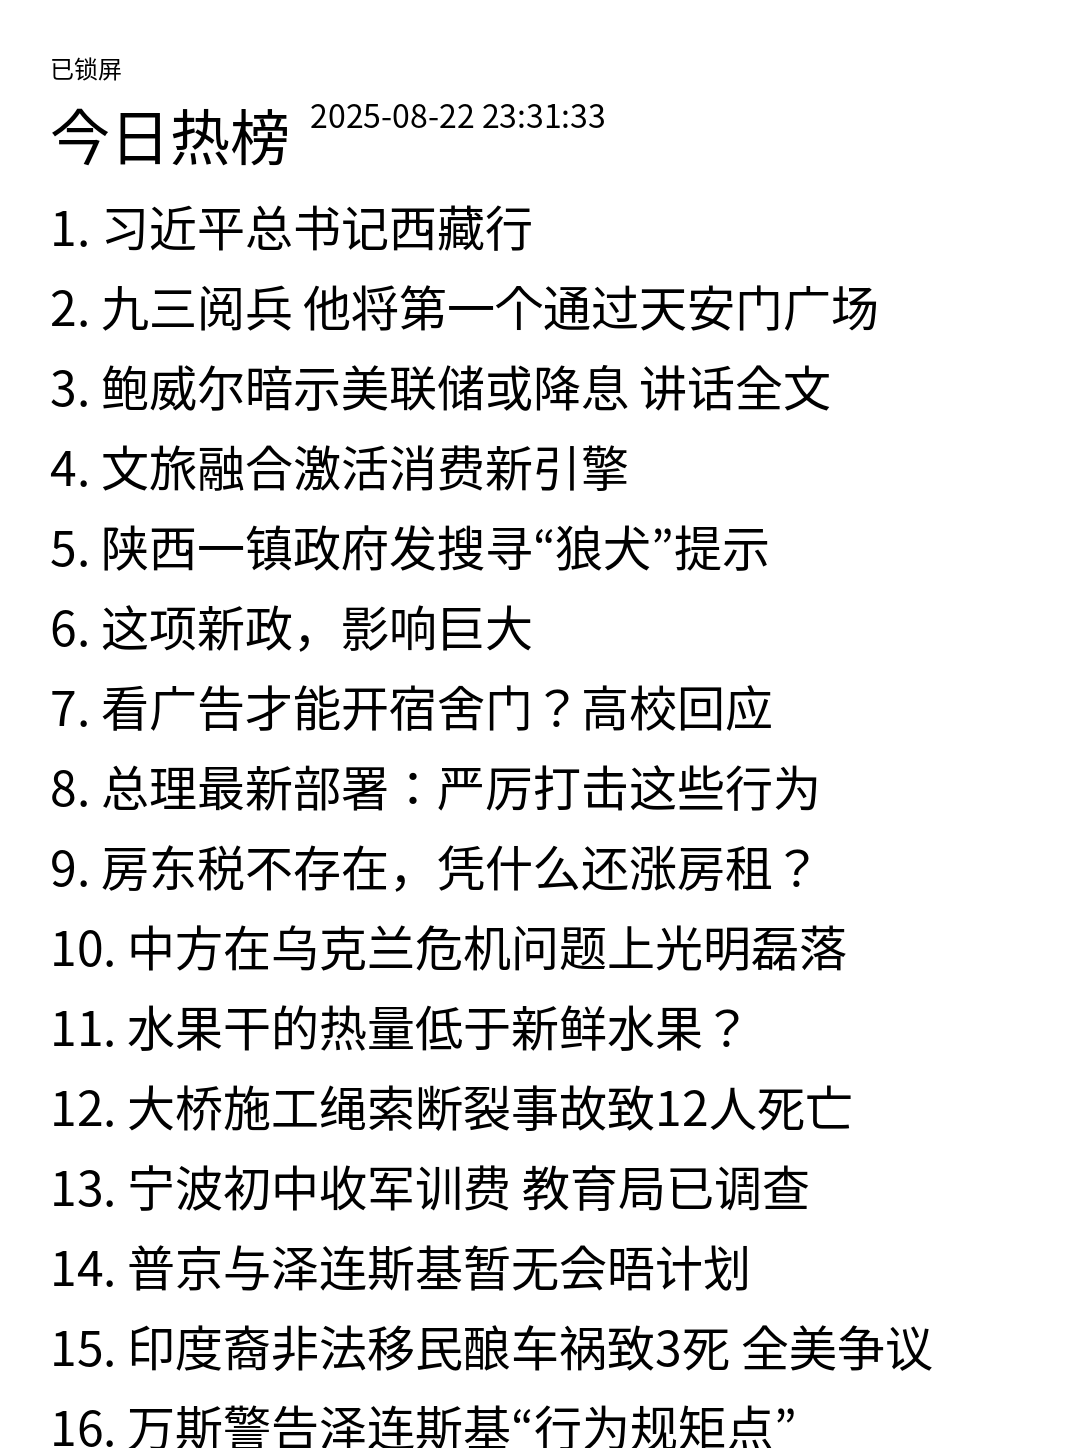 已锁屏
今日热榜 2025-08-22 23:31:33
1. 习近平总书记西藏行
2. 九三阅兵 他将第一个通过天安门广场
3. 鲍威尔暗示美联储或降息 讲话全文
4. 文旅融合激活消费新引擎
5. 陕西一镇政府发搜寻“狼犬”提示
6. 这项新政，影响巨大
7. 看广告才能开宿舍门？高校回应
8. 总理最新部署：严厉打击这些行为
9. 房东税不存在，凭什么还涨房租？
10. 中方在乌克兰危机问题上光明磊落
11. 水果干的热量低于新鲜水果？
12. 大桥施工绳索断裂事故致12人死亡
13. 宁波初中收军训费 教育局已调查
14. 普京与泽连斯基暂无会晤计划
15. 印度裔非法移民酿车祸致3死 全美争议
16. 万斯警告泽连斯基“行为规矩点”